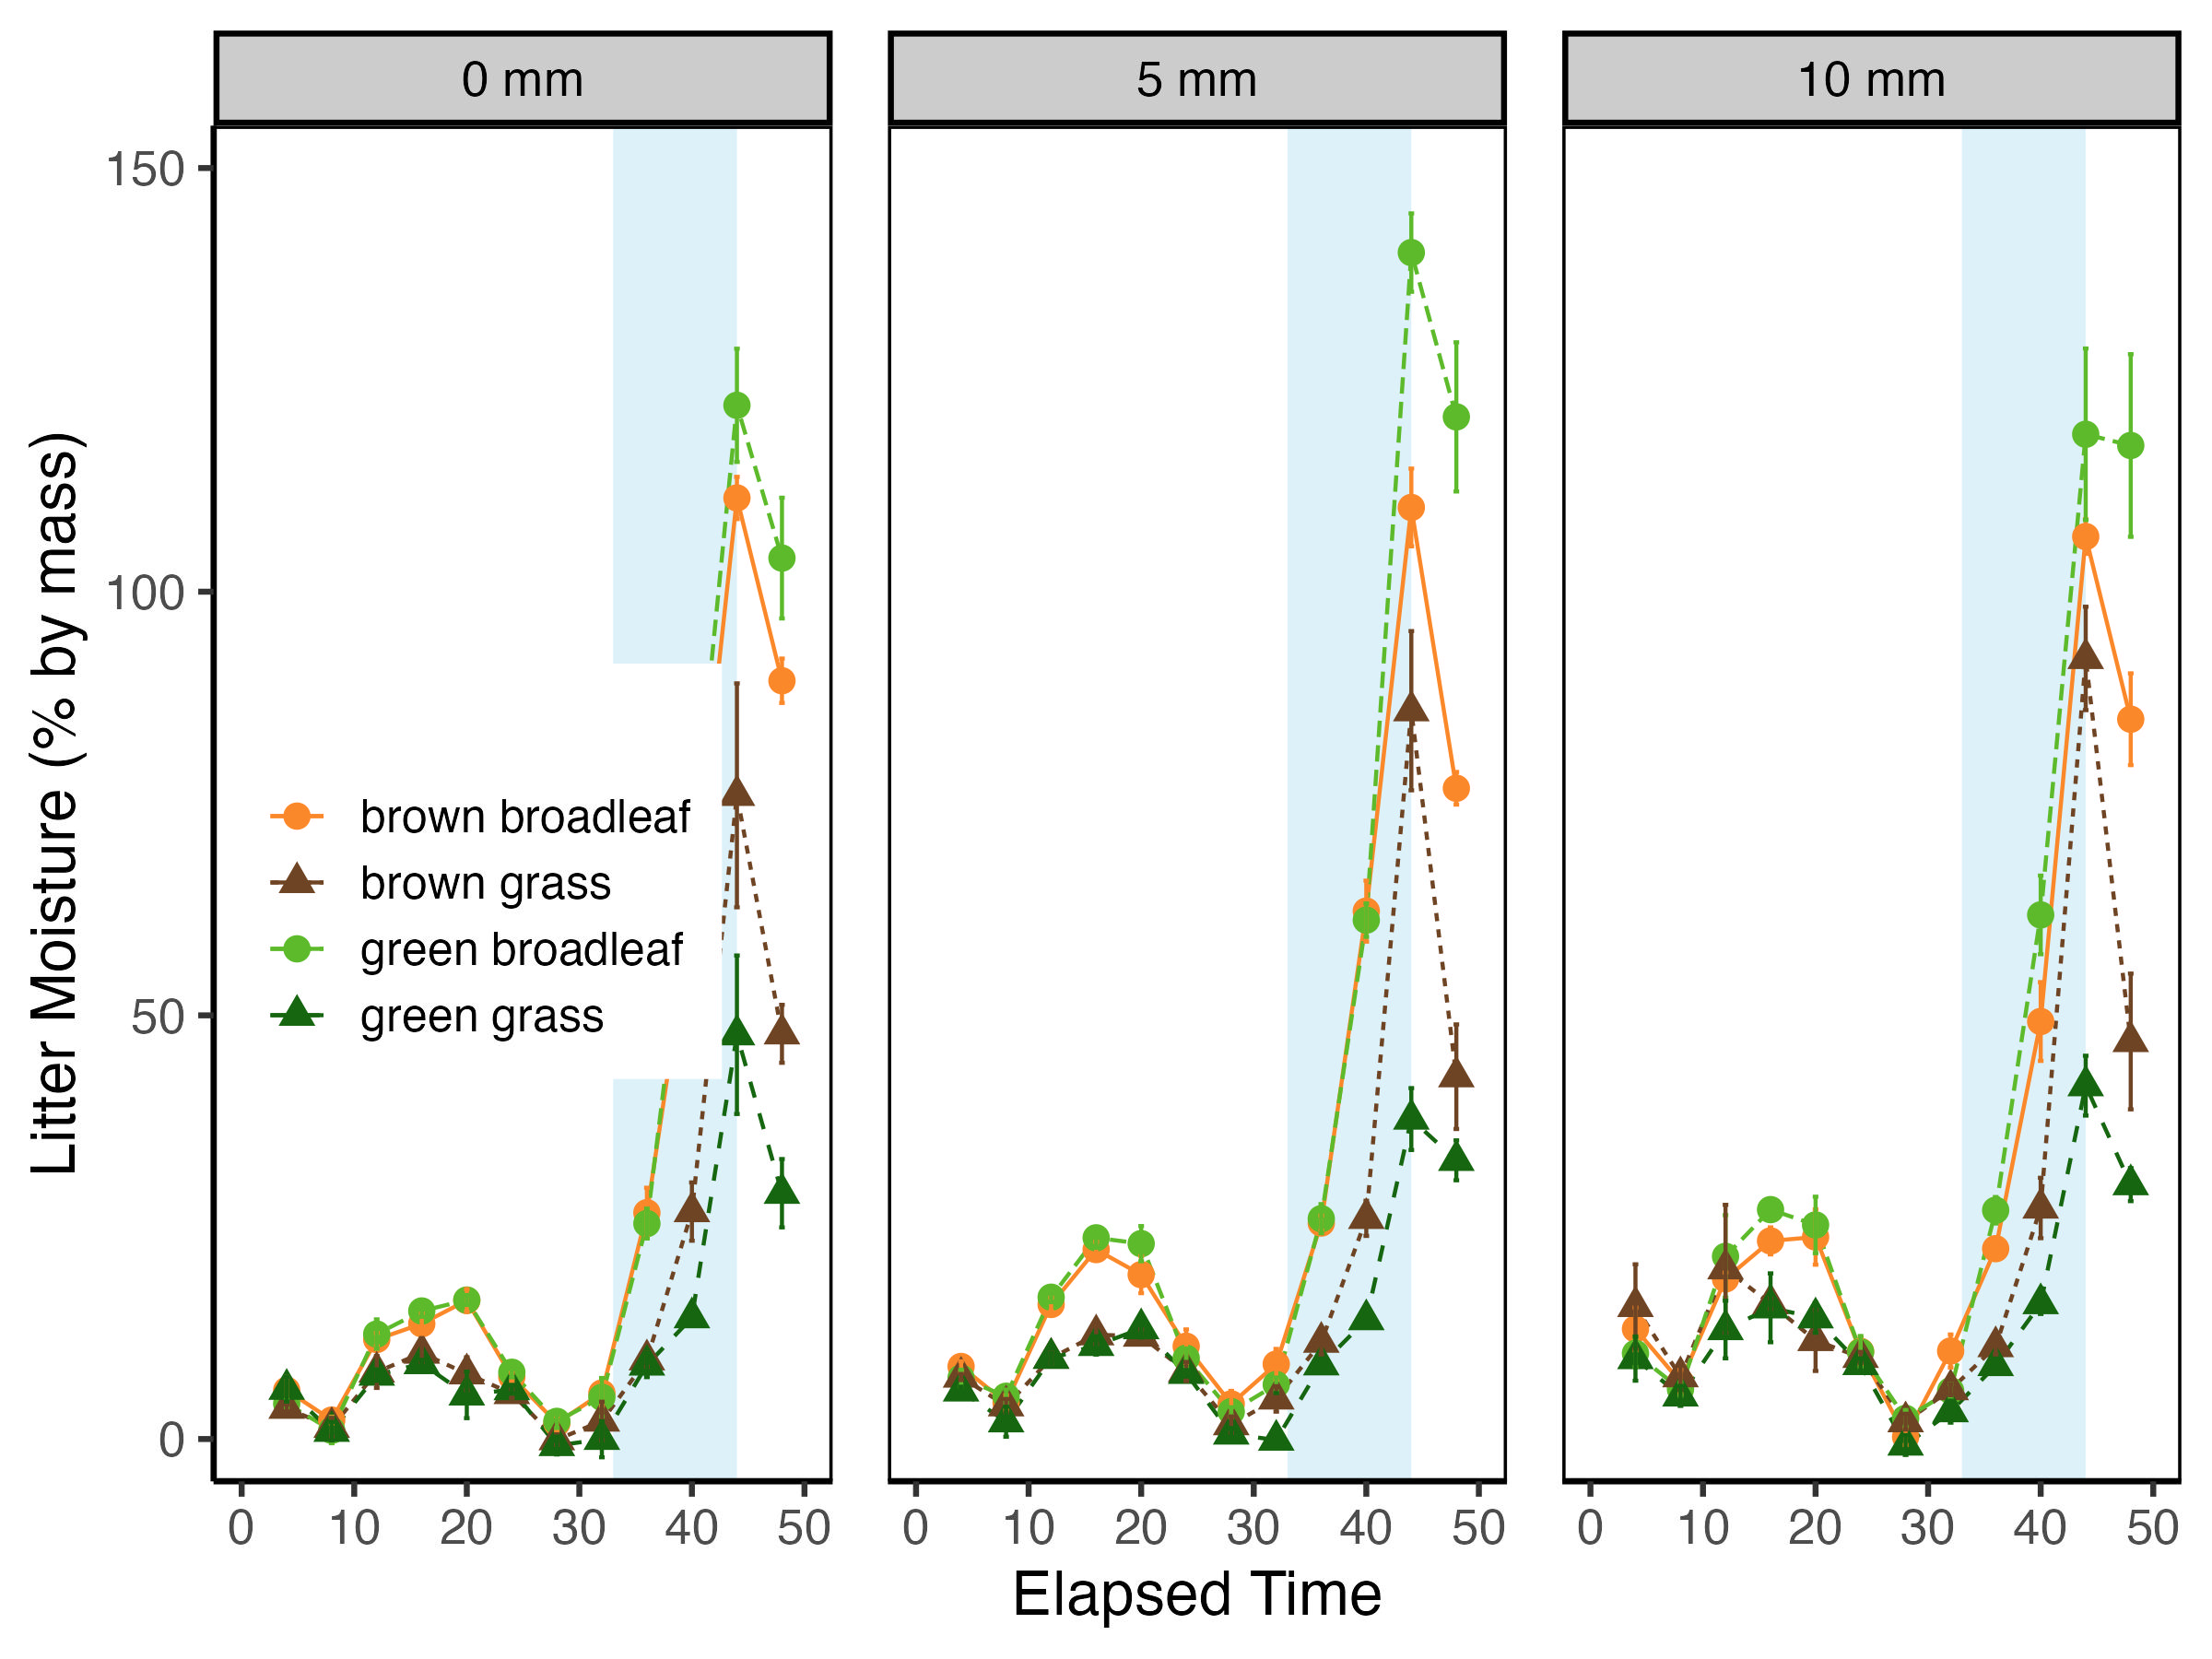 0 mm
5 mm
10 mm
Litter Moisture (% by mass)
150
100
50
0
brown broadleaf
brown grass
green broadleaf
green grass
0 10 20 30 40 50
0 10 20 30 40 50
0 10 20 30 40 50
Elapsed Time